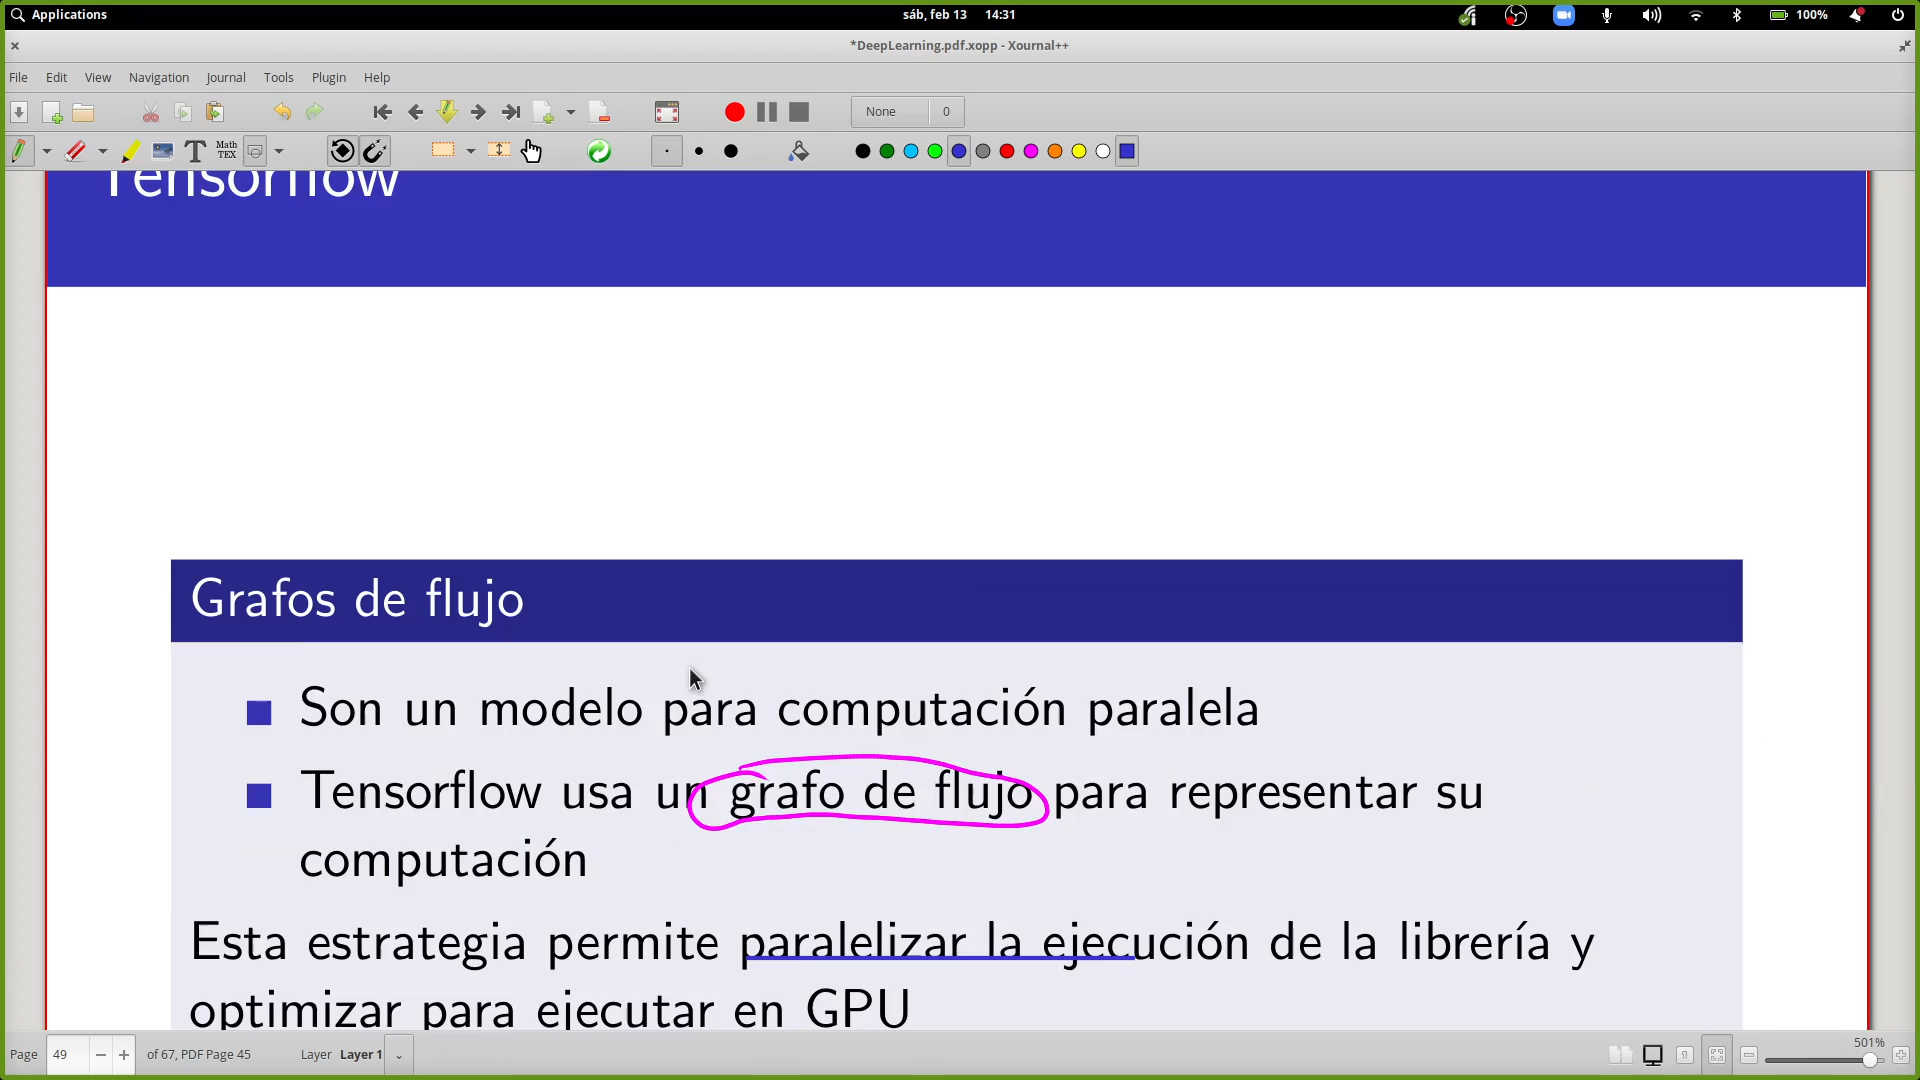 Applications
sáb, feb 13 14:31
100%
*DeepLearning.pdf.xopp - Xournal++
File Edit View Navigation Journal Tools Plugin Help
None 0
T Math TEX
Tensorflow
Grafos de flujo
Son un modelo para computación paralela
Tensorflow usa un grafo de flujo para representar su
computación
Esta estrategia permite paralelizar la ejecución de la librería y
optimizar para ejecutar en GPU
Page 49 of 67, PDF Page 45 Layer Layer 1
501%